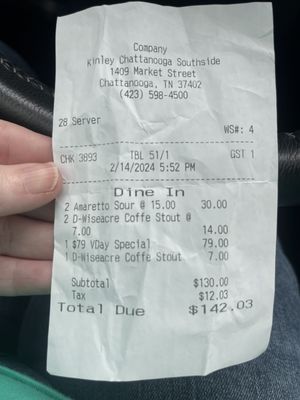 Company
Kinley Chattanooga Southside
1409 Market Street
Chattanooga, TN 37402
(423) 598-4500
28 Server
WS#: 4
CHK 3893 TBL 51/1 GST 1
2/14/2024 5:52 PM
Dine In
2 Amaretto Sour @ 15.00 30.00
2 D-Wiseacre Coffe Stout @
7.00 14.00
1 $79 VDay Special 79.00
1 D-Wiseacre Coffe Stout 7.00
Subtotal $130.00
Tax $12.03
Total Due $142.03